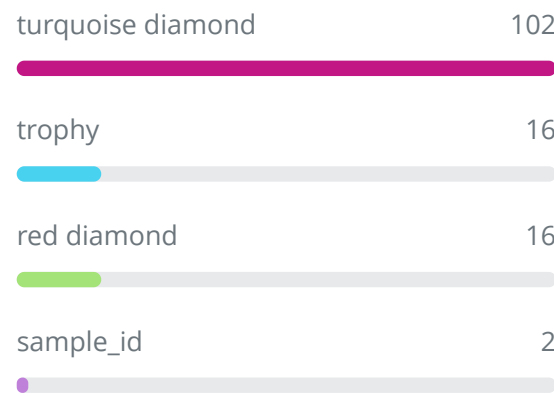 turquoise diamond 102
trophy 16
red diamond 16
sample_id 2